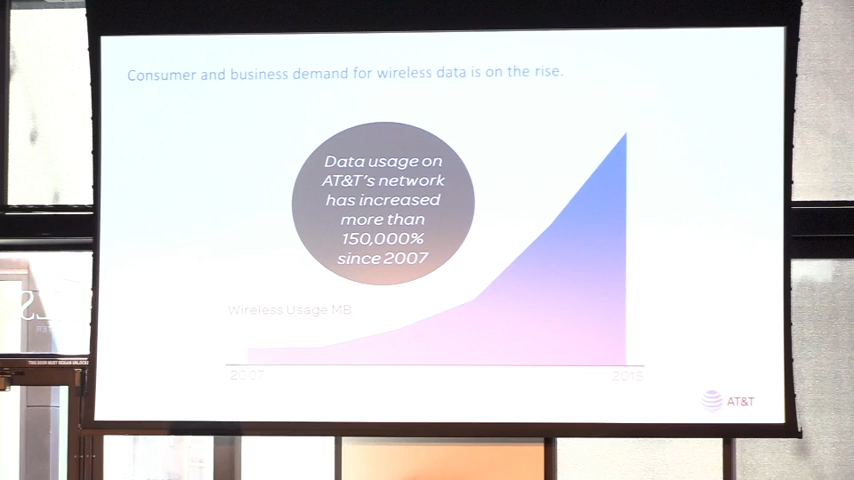 Consumer and business demand for wireless data is on the rise.
Data usage on
AT&T's network
has increased
more than
150,000%
since 2007
Wireless Usage MB
2007
AT&T